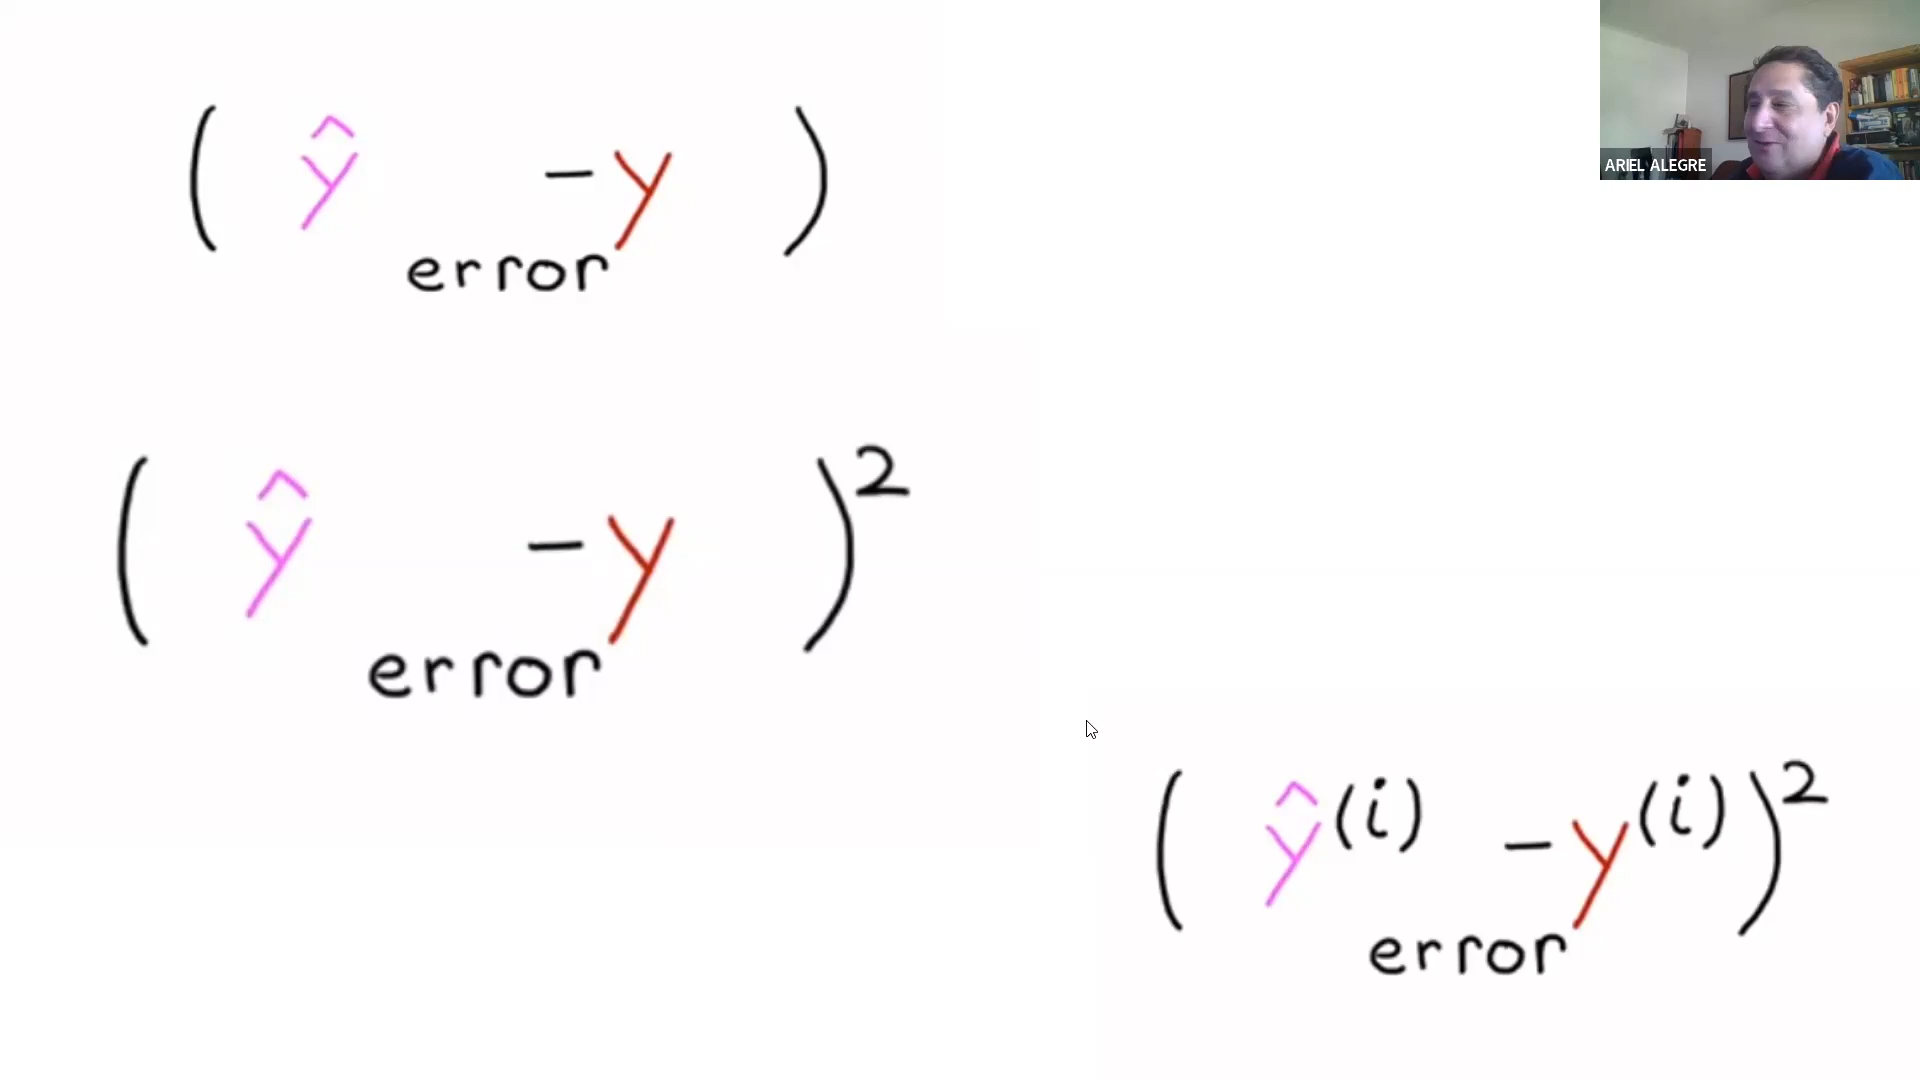 ( ŷ - y )
error
ARIEL ALEGRE
( ŷ - y )²
error
( ŷ⁽ⁱ⁾ - y⁽ⁱ⁾ )²
error